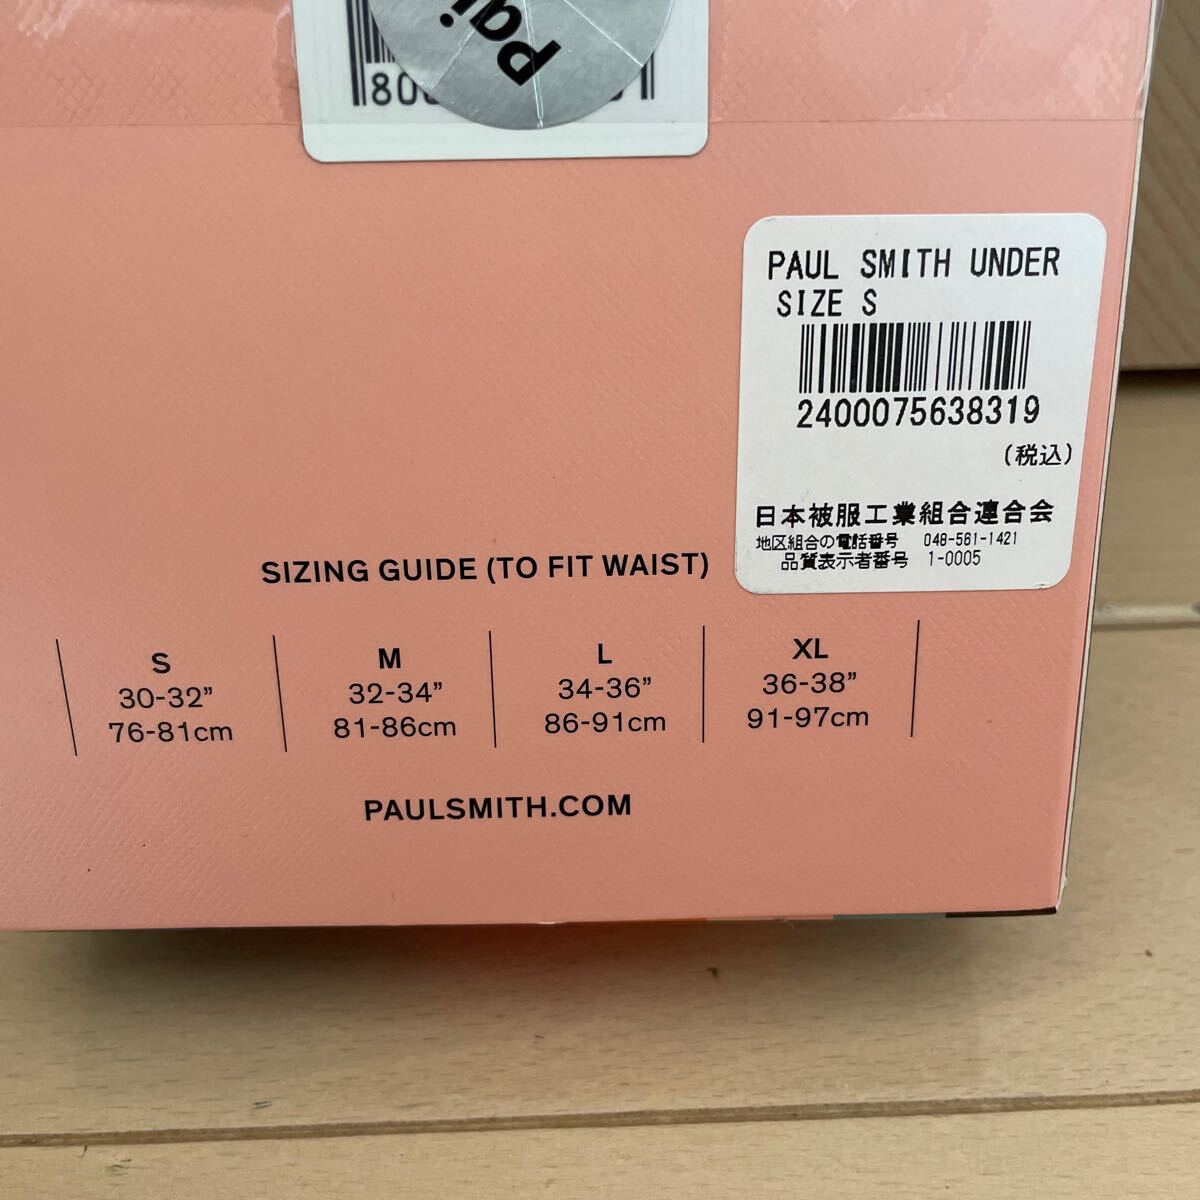 Pai
PAUL SMITH UNDER
SIZE S
2400075638319
(税込)
日本被服工業組合連合会
地区組合の電話番号 048-561-1421
品質表示者番号 1-0005
SIZING GUIDE (TO FIT WAIST)
S
30-32”
76-81cm
M
32-34”
81-86cm
L
34-36”
86-91cm
XL
36-38”
91-97cm
PAULSMITH.COM